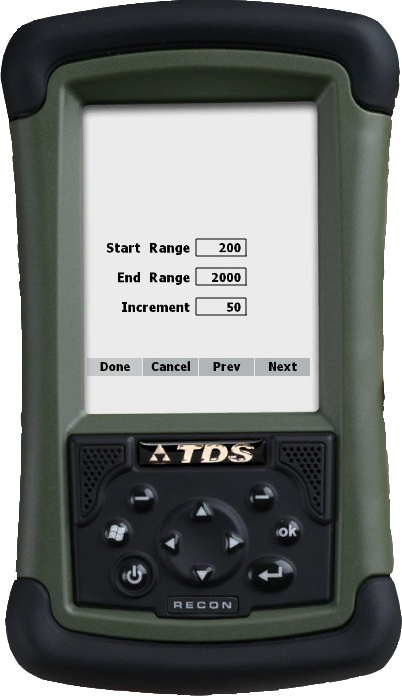 Start Range 200
End Range 2000
Increment 50
Done Cancel Prev Next
TDS
ok
RECON